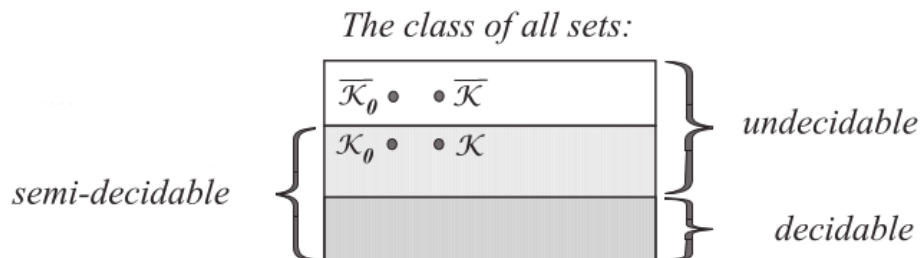 The class of all sets:
𝒦̅₀ 𝒦̅
undecidable
𝒦₀ 𝒦
semi-decidable
decidable